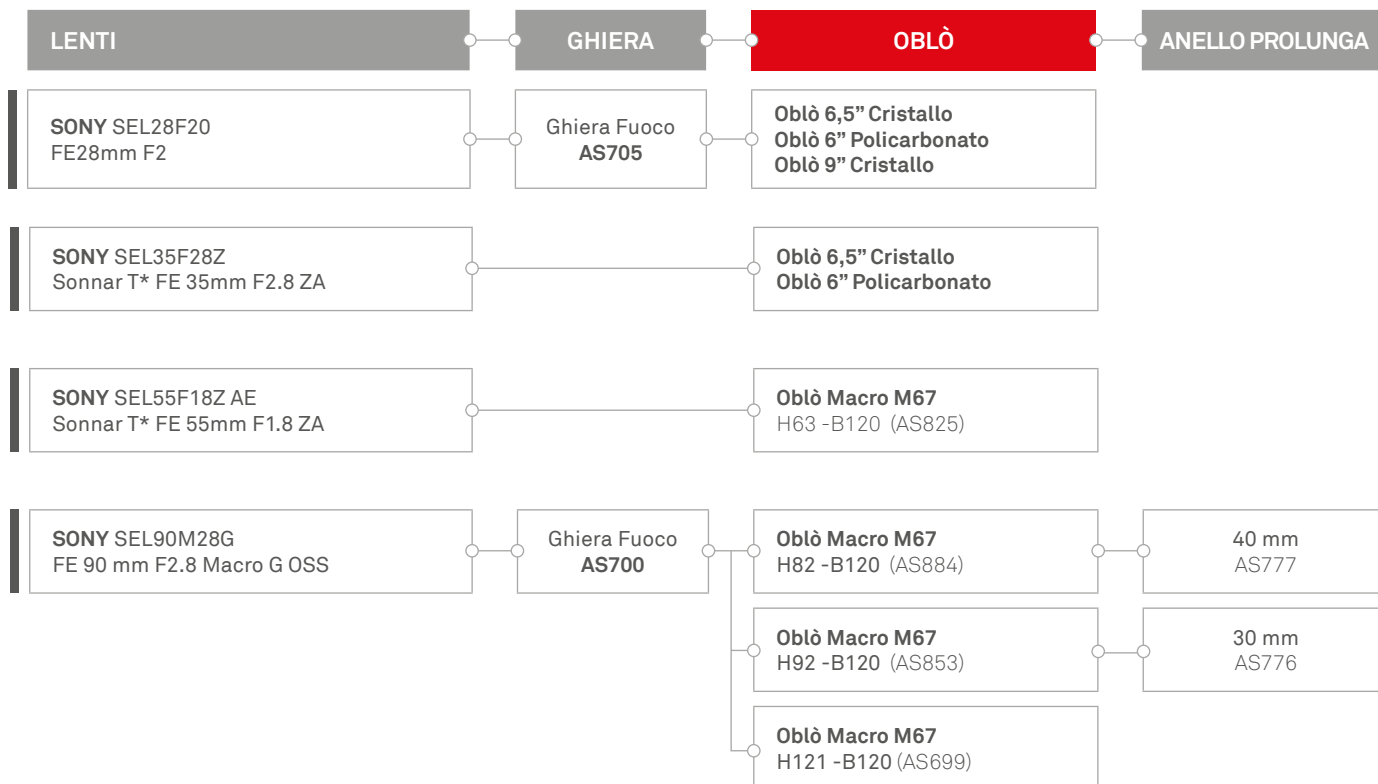 LENTI
GHIERA
OBLÒ
ANELLO PROLUNGA
SONY SEL28F20
FE28mm F2
Ghiera Fuoco
AS705
Oblò 6,5” Cristallo
Oblò 6” Policarbonato
Oblò 9” Cristallo
SONY SEL35F28Z
Sonnar T* FE 35mm F2.8 ZA
Oblò 6,5” Cristallo
Oblò 6” Policarbonato
SONY SEL55F18Z AE
Sonnar T* FE 55mm F1.8 ZA
Oblò Macro M67
H63 -B120 (AS825)
SONY SEL90M28G
FE 90 mm F2.8 Macro G OSS
Ghiera Fuoco
AS700
Oblò Macro M67
H82 -B120 (AS884)
40 mm
AS777
Oblò Macro M67
H92 -B120 (AS853)
30 mm
AS776
Oblò Macro M67
H121 -B120 (AS699)